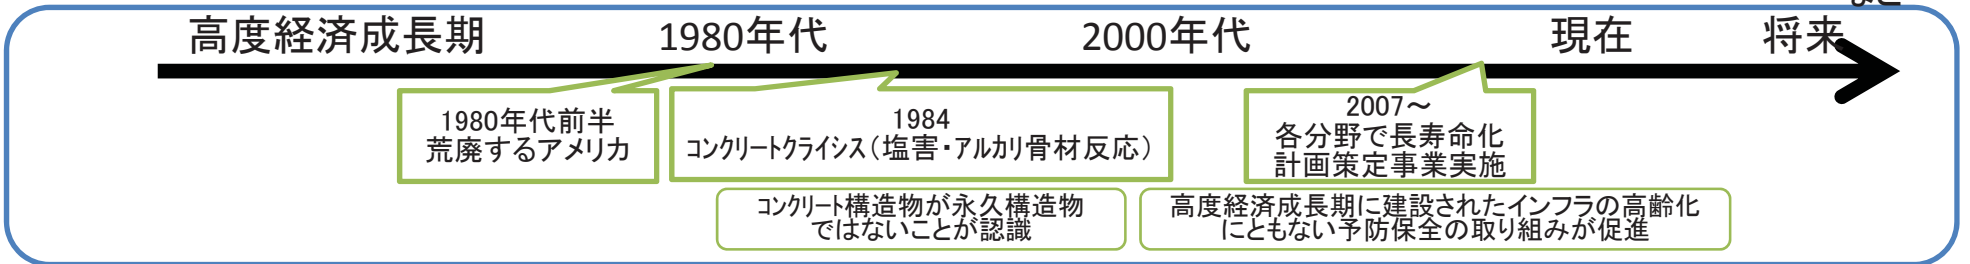 など
高度経済成長期 1980年代 2000年代 現在 将来
1980年代前半
荒廃するアメリカ
1984
コンクリートクライシス(塩害・アルカリ骨材反応)
2007～
各分野で長寿命化
計画策定事業実施
コンクリート構造物が永久構造物
ではないことが認識
高度経済成長期に建設されたインフラの高齢化
にともない予防保全の取り組みが促進